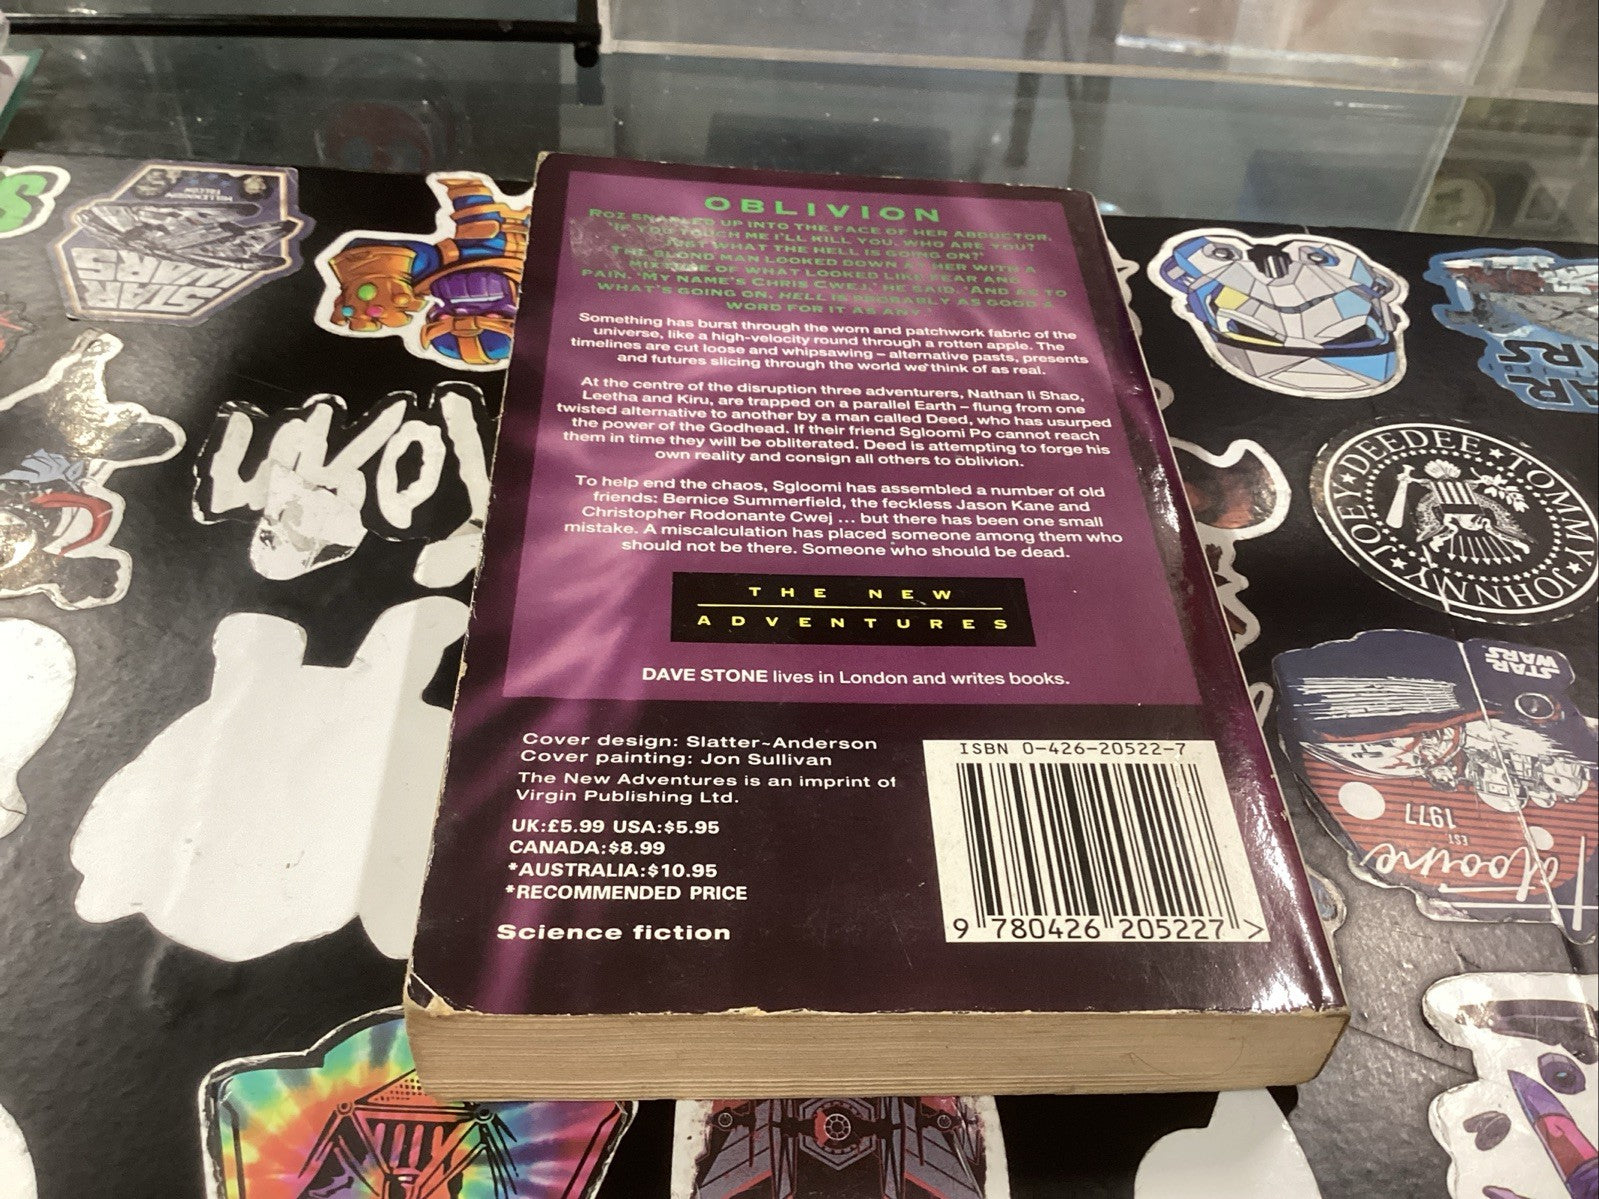 OBLIVION
ROZ SNARLED UP INTO THE FACE OF HER ABDUCTOR.
'IF YOU TOUCH ME I'LL KILL YOU. WHO ARE YOU?
JUST WHAT THE HELL IS GOING ON?'
THE BLOND MAN LOOKED DOWN AT HER WITH A
MIXTURE OF WHAT LOOKED LIKE FEAR AND
PAIN. 'MY NAME'S CHRIS CWEJ,' HE SAID. 'AND AS TO
WHAT'S GOING ON, HELL IS PROBABLY AS GOOD A
WORD FOR IT AS ANY.'
Something has burst through the worn and patchwork fabric of the
universe, like a high-velocity round through a rotten apple. The
timelines are cut loose and whipsawing – alternative pasts, presents
and futures slicing through the world we think of as real.
At the centre of the disruption three adventurers, Nathan li Shao,
Leetha and Kiru, are trapped on a parallel Earth – flung from one
twisted alternative to another by a man called Deed, who has usurped
the power of the Godhead. If their friend Sgloomi Po cannot reach
them in time they will be obliterated. Deed is attempting to forge his
own reality and consign all others to oblivion.
To help end the chaos, Sgloomi has assembled a number of old
friends: Bernice Summerfield, the feckless Jason Kane and
Christopher Rodonante Cwej ... but there has been one small
mistake. A miscalculation has placed someone among them who
should not be there. Someone who should be dead.
THE NEW
ADVENTURES
DAVE STONE lives in London and writes books.
Cover design: Slatter~Anderson
Cover painting: Jon Sullivan
The New Adventures is an imprint of
Virgin Publishing Ltd.
UK:£5.99 USA:$5.95
CANADA:$8.99
*AUSTRALIA:$10.95
*RECOMMENDED PRICE
Science fiction
ISBN 0-426-20522-7
9 780426 205227 >
MILLENNIUM
FALCON
STAR
WARS
JOEY ★ DEEDEE ★ TOMMY ★ JOHNNY
STAR
WARS
1977
EST